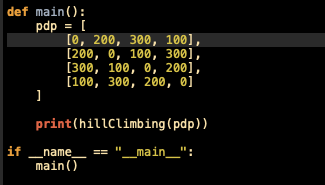 def main():
    pdp = [
        [0, 200, 300, 100],
        [200, 0, 100, 300],
        [300, 100, 0, 200],
        [100, 300, 200, 0]
    ]
    print(hillClimbing(pdp))
if __name__ == "__main__":
    main()